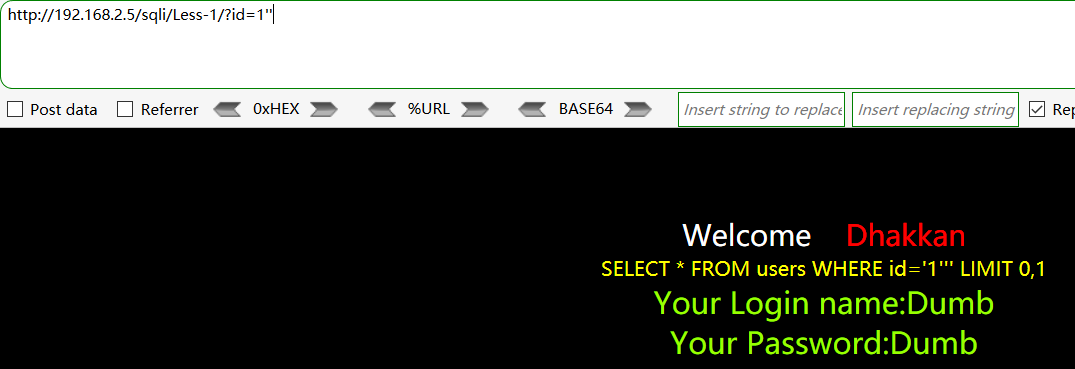 http://192.168.2.5/sqli/Less-1/?id=1''
Post data Referrer 0xHEX %URL BASE64 Insert string to replace Insert replacing string Rep
Welcome Dhakkan
SELECT * FROM users WHERE id='1''' LIMIT 0,1
Your Login name:Dumb
Your Password:Dumb